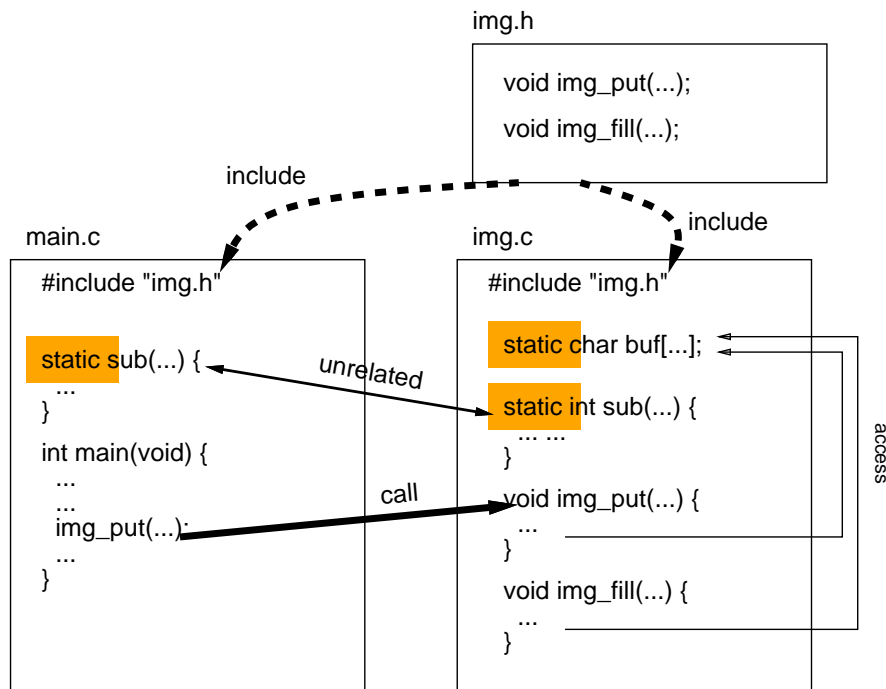 img.h
void img_put(...);
void img_fill(...);
include
include
main.c
#include "img.h"
static sub(...) {
...
}
int main(void) {
...
...
img_put(...);
...
}
unrelated
call
img.c
#include "img.h"
static char buf[...];
static int sub(...) {
... ...
}
void img_put(...) {
...
}
void img_fill(...) {
...
}
access